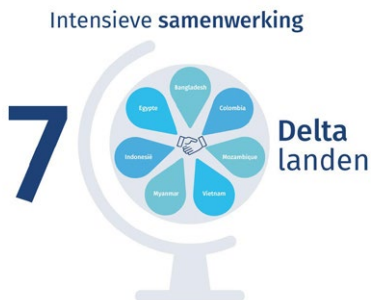 Intensieve samenwerking
7
Bangladesh
Egypte
Colombia
Indonesië
Mozambique
Myanmar
Vietnam
Delta
landen